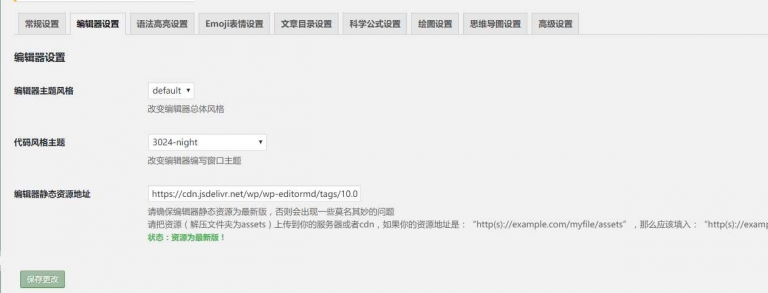 常规设置 编辑器设置 语法高亮设置 Emoji表情设置 文章目录设置 科学公式设置 绘图设置 思维导图设置 高级设置
编辑器设置
编辑器主题风格 default
改变编辑器总体风格
代码风格主题 3024-night
改变编辑器编写窗口主题
编辑器静态资源地址 https://cdn.jsdelivr.net/wp/wp-editormd/tags/10.0
请确保编辑器静态资源为最新版，否则会出现一些莫名其妙的问题
请把资源（解压文件夹为assets）上传到你的服务器或者cdn，如果你的资源地址是：“http(s)://example.com/myfile/assets”，那么应该填入：“http(s)://examp
状态：资源为最新版！
保存更改